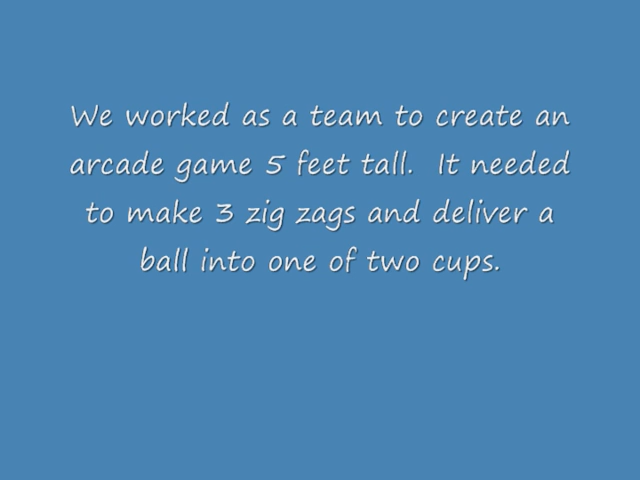 We worked as a team to create an
arcade game 5 feet tall.  It needed
to make 3 zig zags and deliver a
ball into one of two cups.